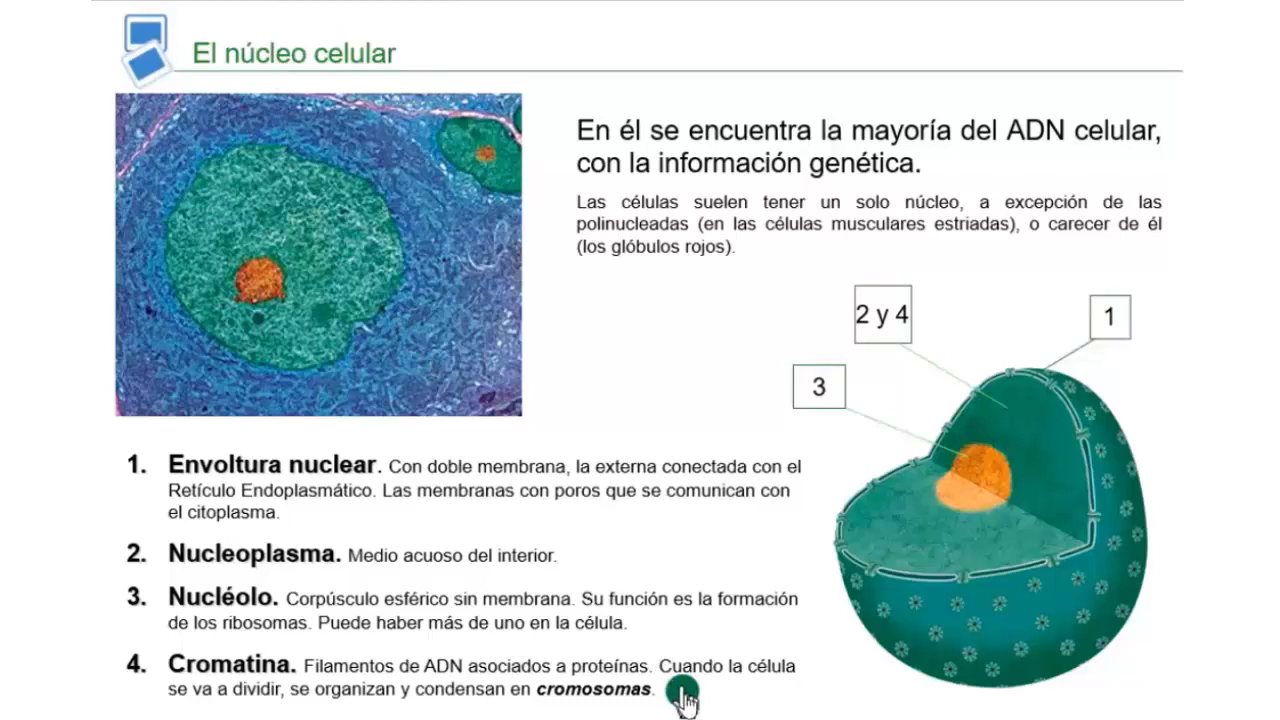 El núcleo celular
En él se encuentra la mayoría del ADN celular,
con la información genética.
Las células suelen tener un solo núcleo, a excepción de las
polinucleadas (en las células musculares estriadas), o carecer de él
(los glóbulos rojos).
2 y 4
1
3
1. Envoltura nuclear. Con doble membrana, la externa conectada con el
Retículo Endoplasmático. Las membranas con poros que se comunican con
el citoplasma.
2. Nucleoplasma. Medio acuoso del interior.
3. Nucléolo. Corpúsculo esférico sin membrana. Su función es la formación
de los ribosomas. Puede haber más de uno en la célula.
4. Cromatina. Filamentos de ADN asociados a proteínas. Cuando la célula
se va a dividir, se organizan y condensan en cromosomas.